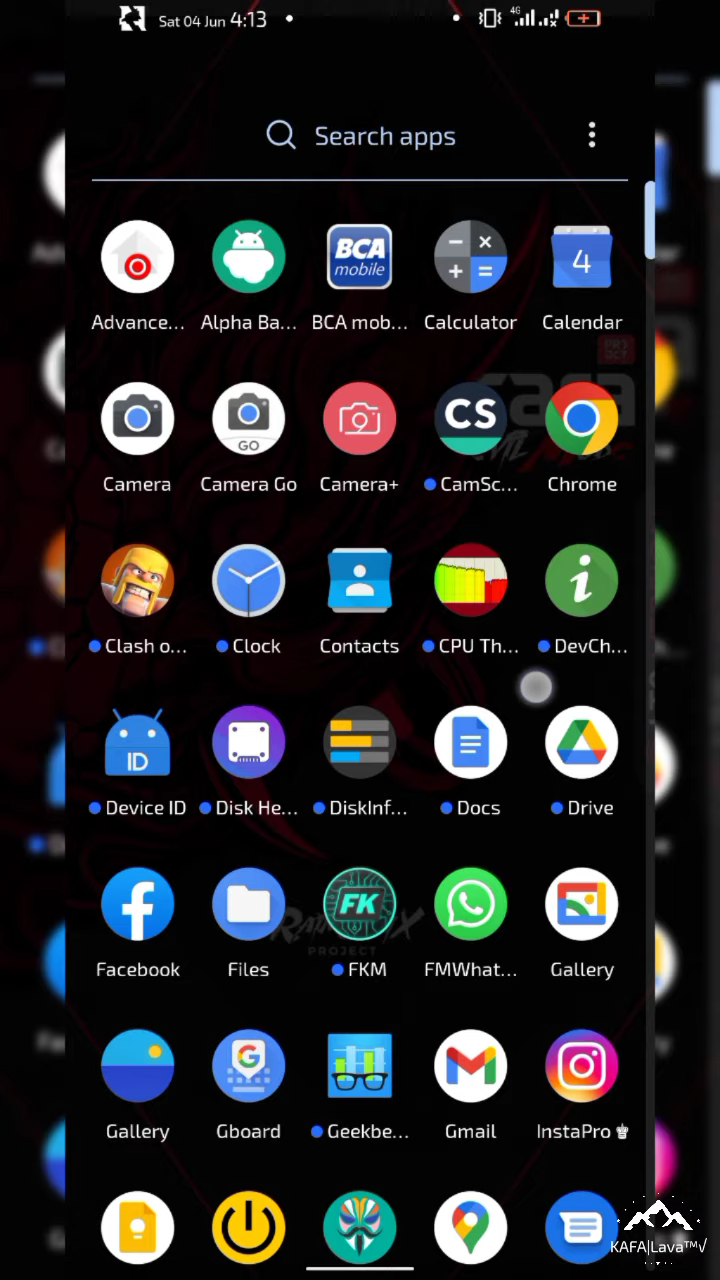 Sat 04 Jun 4:13
4G
Search apps
BCA
mobile
4
Advance...
Alpha Ba...
BCA mob...
Calculator
Calendar
GO
CS
Camera
Camera Go
Camera+
CamSc...
Chrome
Clash o...
Clock
Contacts
CPU Th...
DevCh...
ID
Device ID
Disk He...
DiskInf...
Docs
Drive
FK
PROJECT
Facebook
Files
FKM
FMWhat...
Gallery
Gallery
Gboard
Geekbe...
Gmail
InstaPro
KAFA|Lava™√